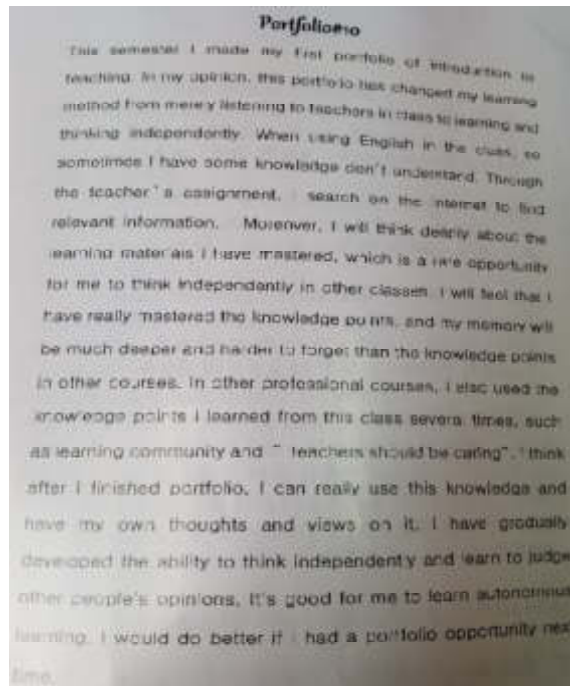 Portfolio#10
This semester I made my first portfolio of introduction to
teaching. In my opinion, this portfolio has changed my learning
method from merely listening to teachers in class to learning and
thinking independently. When using English in the class, so
sometimes I have some knowledge don't understand. Through
the teacher's assignment, I search on the internet to find
relevant information. Moreover, I will think deeply about the
learning materials I have mastered, which is a rare opportunity
for me to think independently in other classes. I will feel that I
have really mastered the knowledge points, and my memory will
be much deeper and harder to forget than the knowledge points
in other courses. In other professional courses, I also used the
knowledge points I learned from this class several times, such
as learning community and " teachers should be caring". I think
after I finished portfolio, I can really use this knowledge and
have my own thoughts and views on it. I have gradually
developed the ability to think independently and learn to judge
other people's opinions. It's good for me to learn autonomous
learning. I would do better if I had a portfolio opportunity next
time.